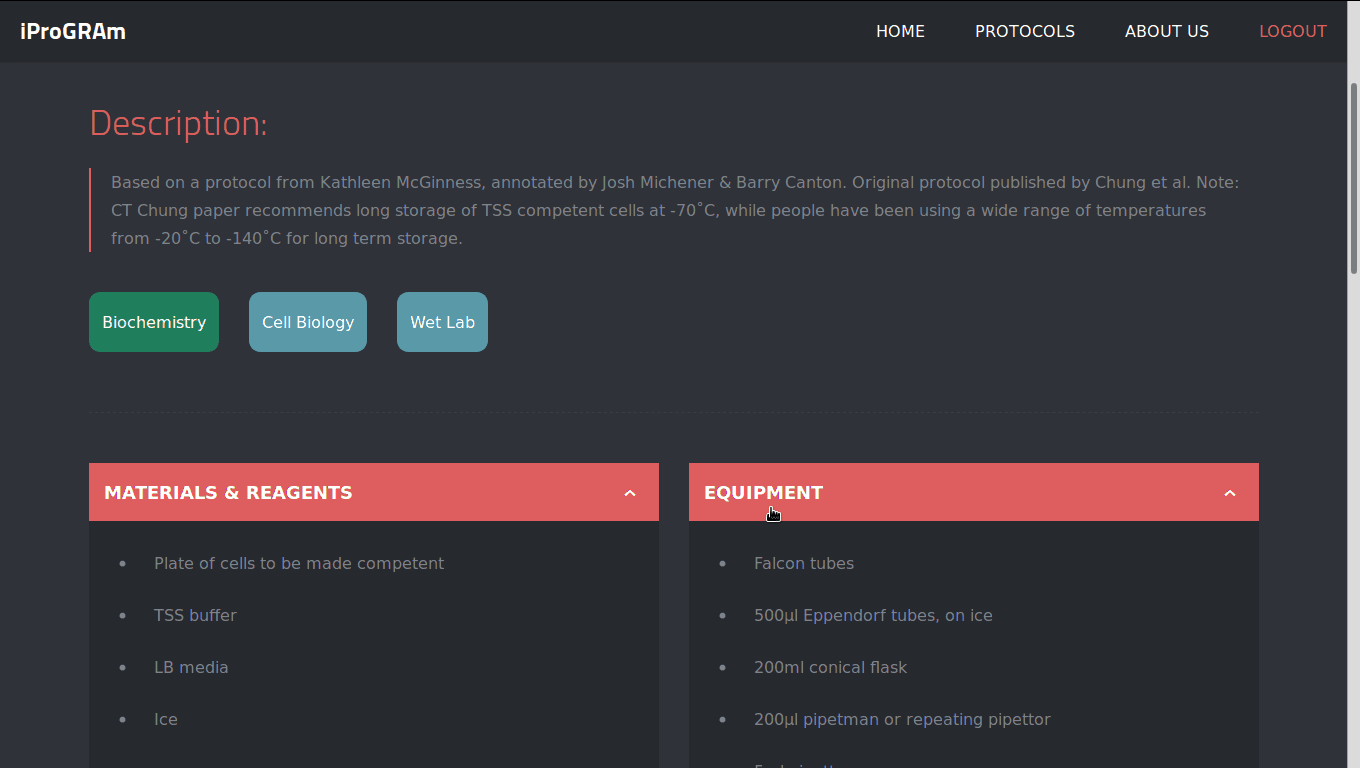 iProGRAm
HOME PROTOCOLS ABOUT US LOGOUT
Description:
Based on a protocol from Kathleen McGinness, annotated by Josh Michener & Barry Canton. Original protocol published by Chung et al. Note:
CT Chung paper recommends long storage of TSS competent cells at -70˚C, while people have been using a wide range of temperatures
from -20˚C to -140˚C for long term storage.
Biochemistry Cell Biology Wet Lab
MATERIALS & REAGENTS
• Plate of cells to be made competent
• TSS buffer
• LB media
• Ice
EQUIPMENT
• Falcon tubes
• 500µl Eppendorf tubes, on ice
• 200ml conical flask
• 200µl pipetman or repeating pipettor